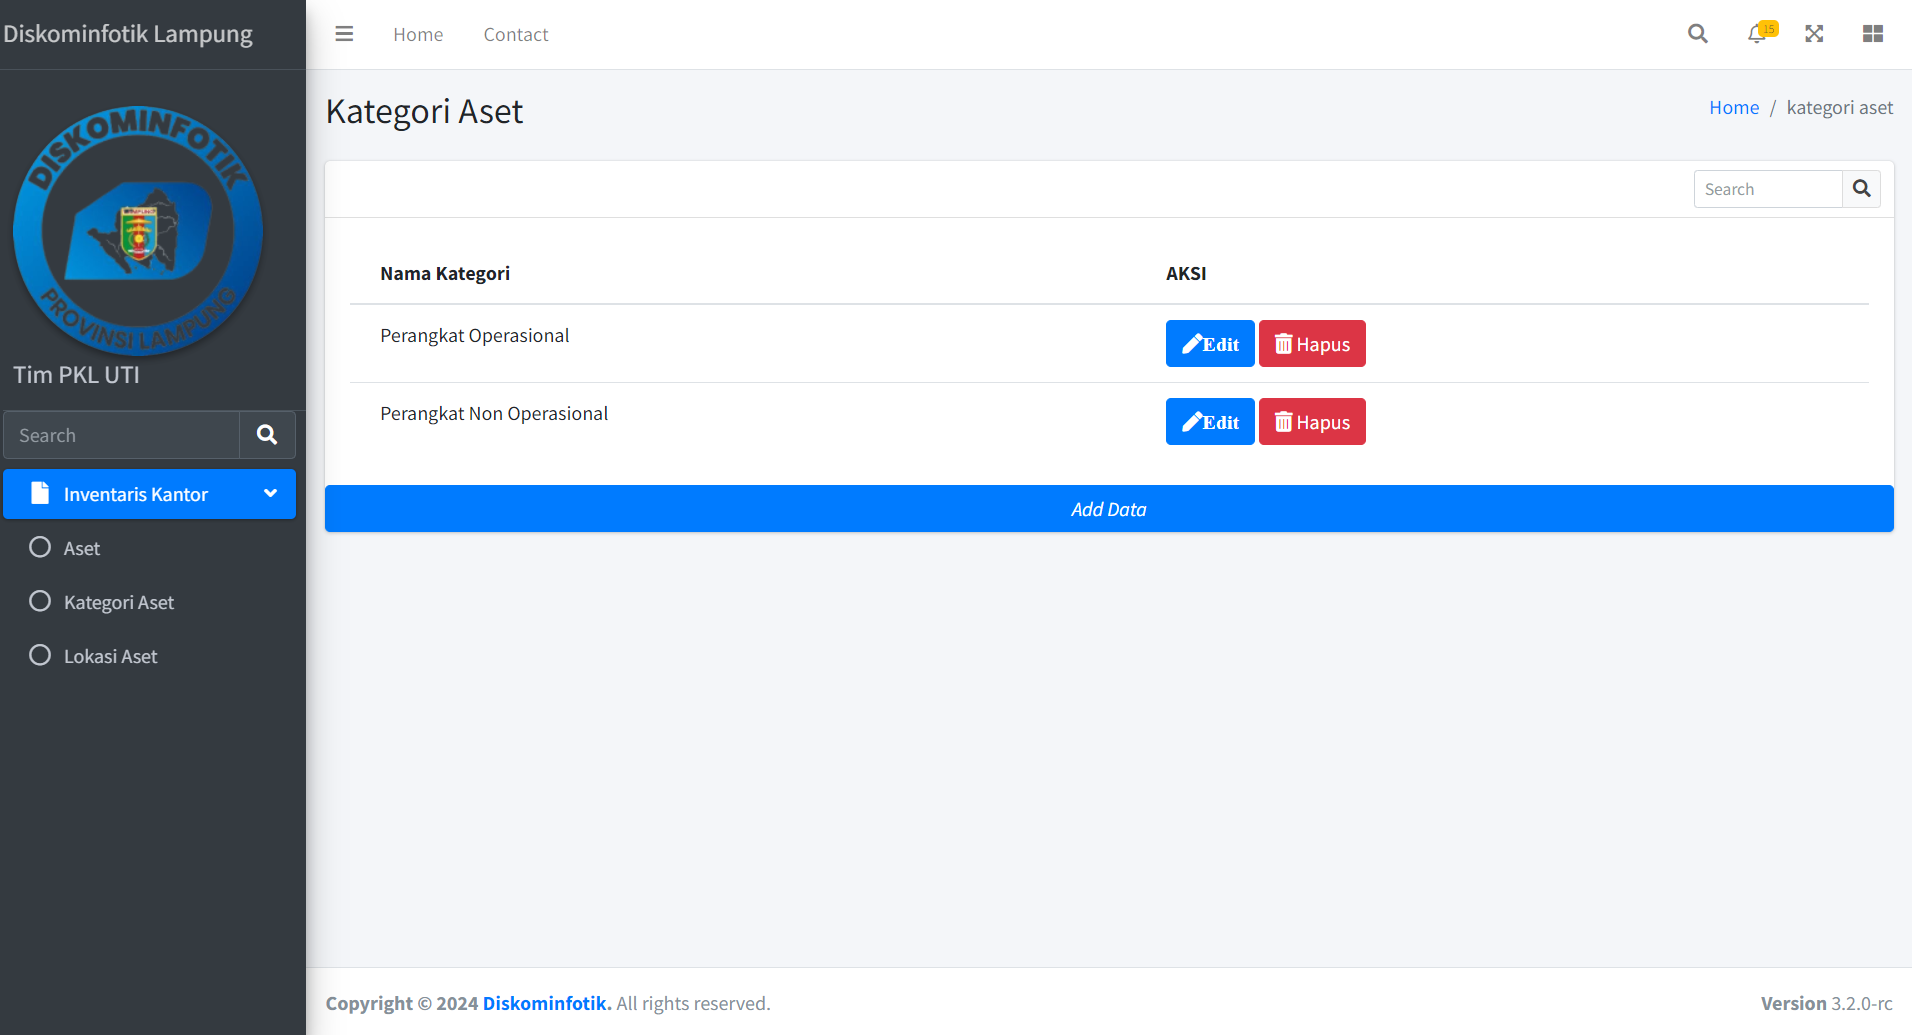 Diskominfotik Lampung
Home
Contact
15
DISKOMINFOTIK
PROVINSI LAMPUNG
Tim PKL UTI
Search
Inventaris Kantor
Aset
Kategori Aset
Lokasi Aset
Kategori Aset
Home / kategori aset
Search
Nama Kategori AKSI
Perangkat Operasional Edit Hapus
Perangkat Non Operasional Edit Hapus
Add Data
Copyright © 2024 Diskominfotik. All rights reserved.
Version 3.2.0-rc